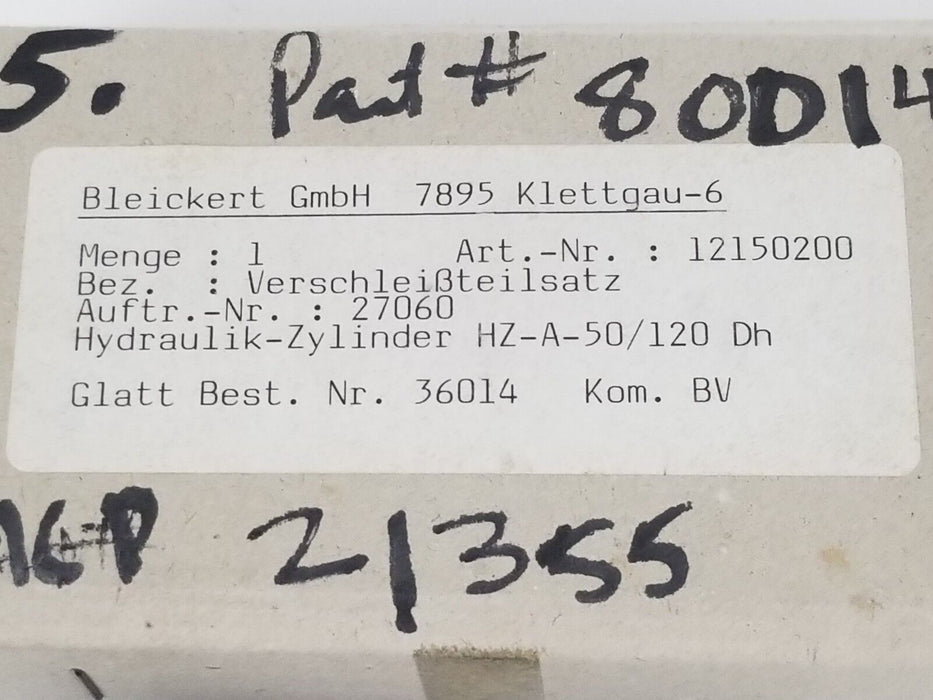 5. Part # 80D14
Bleickert GmbH 7895 Klettgau-6
Menge : 1 Art.-Nr. : 12150200
Bez. : Verschleißteilsatz
Auftr.-Nr. : 27060
Hydraulik-Zylinder HZ-A-50/120 Dh
Glatt Best. Nr. 36014 Kom. BV
21355